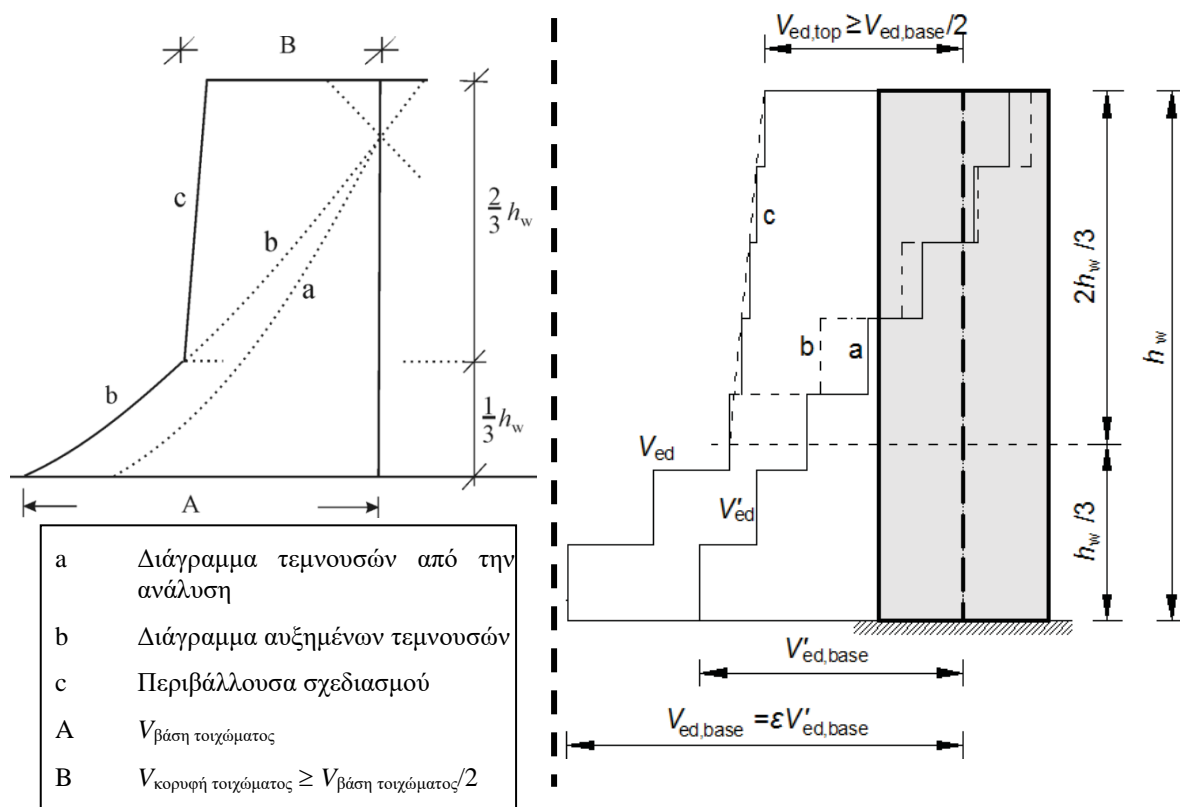 B
c
b
a
b
2/3 h_w
1/3 h_w
A
a Διάγραμμα τεμνουσών από την
ανάλυση
b Διάγραμμα αυξημένων τεμνουσών
c Περιβάλλουσα σχεδιασμού
A V_βάση τοιχώματος
B V_κορυφή τοιχώματος ≥ V_βάση τοιχώματος/2
V_ed,top ≥ V_ed,base/2
c
b
a
V_ed
V'_ed
2h_w/3
h_w
h_w/3
V'_ed,base
V_ed,base = εV'_ed,base